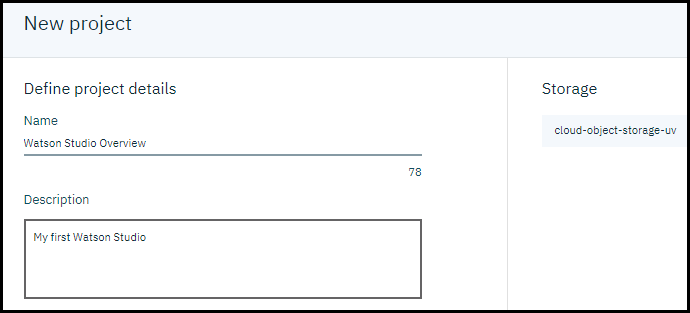 New project
Define project details
Name
Watson Studio Overview
78
Description
My first Watson Studio
Storage
cloud-object-storage-uv